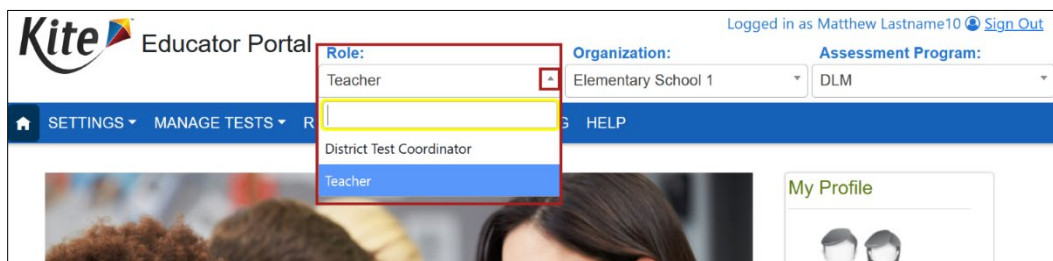 Logged in as Matthew Lastname10 Sign Out
Kite Educator Portal
Role: Organization: Assessment Program:
Teacher Elementary School 1 DLM
SETTINGS MANAGE TESTS R G HELP
District Test Coordinator
Teacher
My Profile